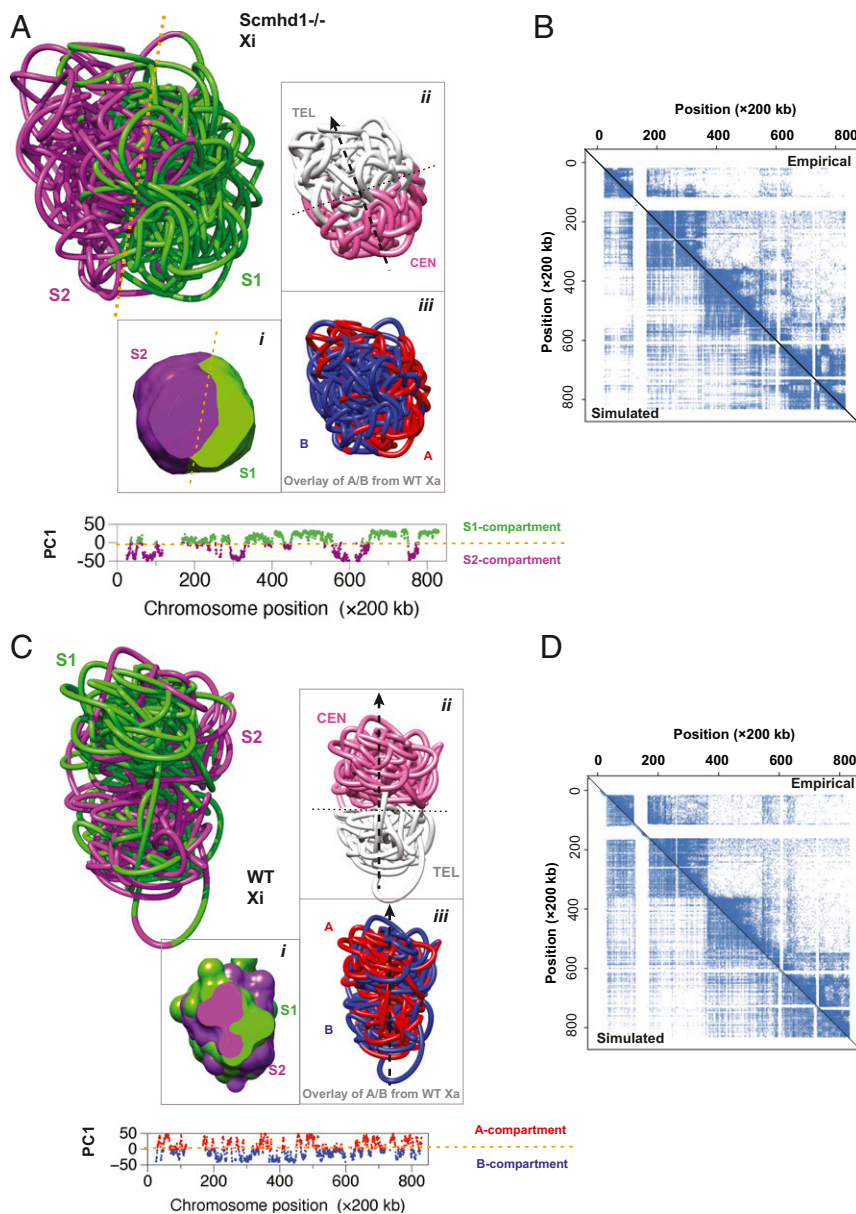 A
Scmhd1-/-
Xi
S2
S1
ii
TEL
CEN
i
S2
S1
iii
B
A
Overlay of A/B from WT Xa
PC1
50
0
-50
S1-compartment
S2-compartment
0 200 400 600 800
Chromosome position (×200 kb)
B
Position (×200 kb)
0 200 400 600 800
Empirical
Position (×200 kb)
0
200
400
600
800
Simulated
C
S1
S2
WT
Xi
ii
CEN
TEL
i
S1
S2
iii
A
B
Overlay of A/B from WT Xa
PC1
50
0
−50
A-compartment
B-compartment
0 200 400 600 800
Chromosome position (×200 kb)
D
Position (×200 kb)
0 200 400 600 800
Empirical
Position (×200 kb)
0
200
400
600
800
Simulated